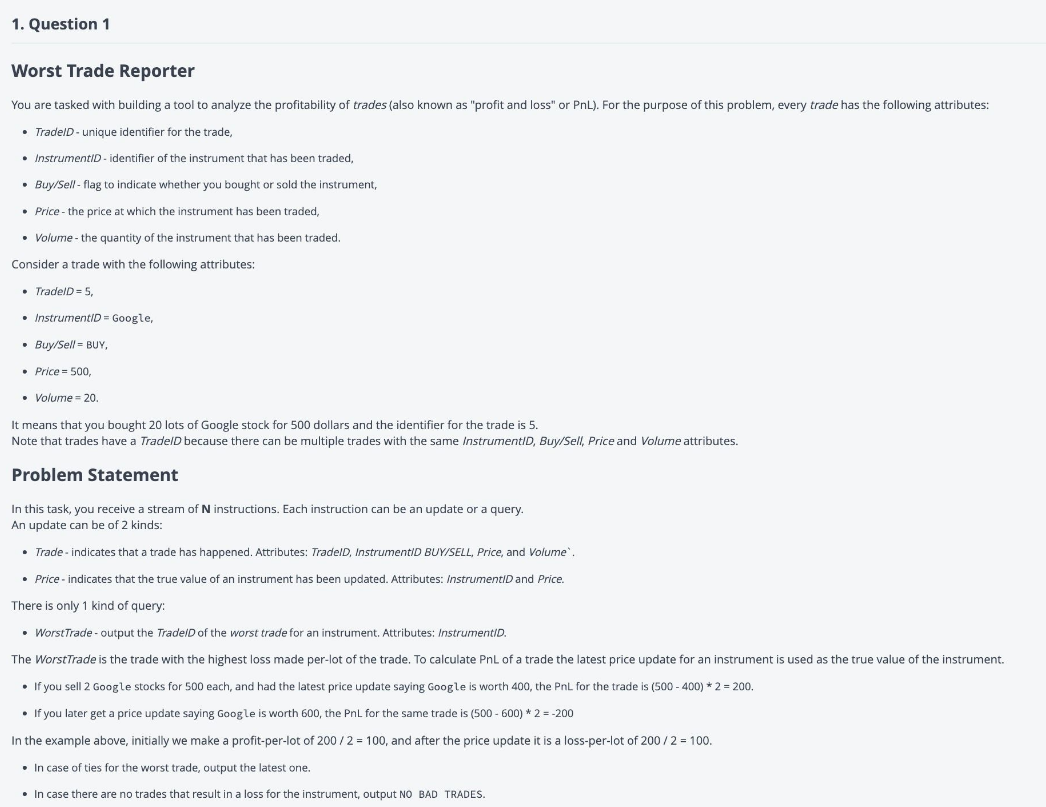 1. Question 1
Worst Trade Reporter
You are tasked with building a tool to analyze the profitability of trades (also known as "profit and loss" or PnL). For the purpose of this problem, every trade has the following attributes:
• TradeID - unique identifier for the trade,
• InstrumentID - identifier of the instrument that has been traded,
• Buy/Sell - flag to indicate whether you bought or sold the instrument,
• Price - the price at which the instrument has been traded,
• Volume - the quantity of the instrument that has been traded.
Consider a trade with the following attributes:
• TradeID = 5,
• InstrumentID = Google,
• Buy/Sell = BUY,
• Price = 500,
• Volume = 20.
It means that you bought 20 lots of Google stock for 500 dollars and the identifier for the trade is 5.
Note that trades have a TradeID because there can be multiple trades with the same InstrumentID, Buy/Sell, Price and Volume attributes.
Problem Statement
In this task, you receive a stream of N instructions. Each instruction can be an update or a query.
An update can be of 2 kinds:
• Trade - indicates that a trade has happened. Attributes: TradeID, InstrumentID BUY/SELL, Price, and Volume`.
• Price - indicates that the true value of an instrument has been updated. Attributes: InstrumentID and Price.
There is only 1 kind of query:
• WorstTrade - output the TradeID of the worst trade for an instrument. Attributes: InstrumentID.
The WorstTrade is the trade with the highest loss made per-lot of the trade. To calculate PnL of a trade the latest price update for an instrument is used as the true value of the instrument.
• If you sell 2 Google stocks for 500 each, and had the latest price update saying Google is worth 400, the PnL for the trade is (500 - 400) * 2 = 200.
• If you later get a price update saying Google is worth 600, the PnL for the same trade is (500 - 600) * 2 = -200
In the example above, initially we make a profit-per-lot of 200 / 2 = 100, and after the price update it is a loss-per-lot of 200 / 2 = 100.
• In case of ties for the worst trade, output the latest one.
• In case there are no trades that result in a loss for the instrument, output NO BAD TRADES.